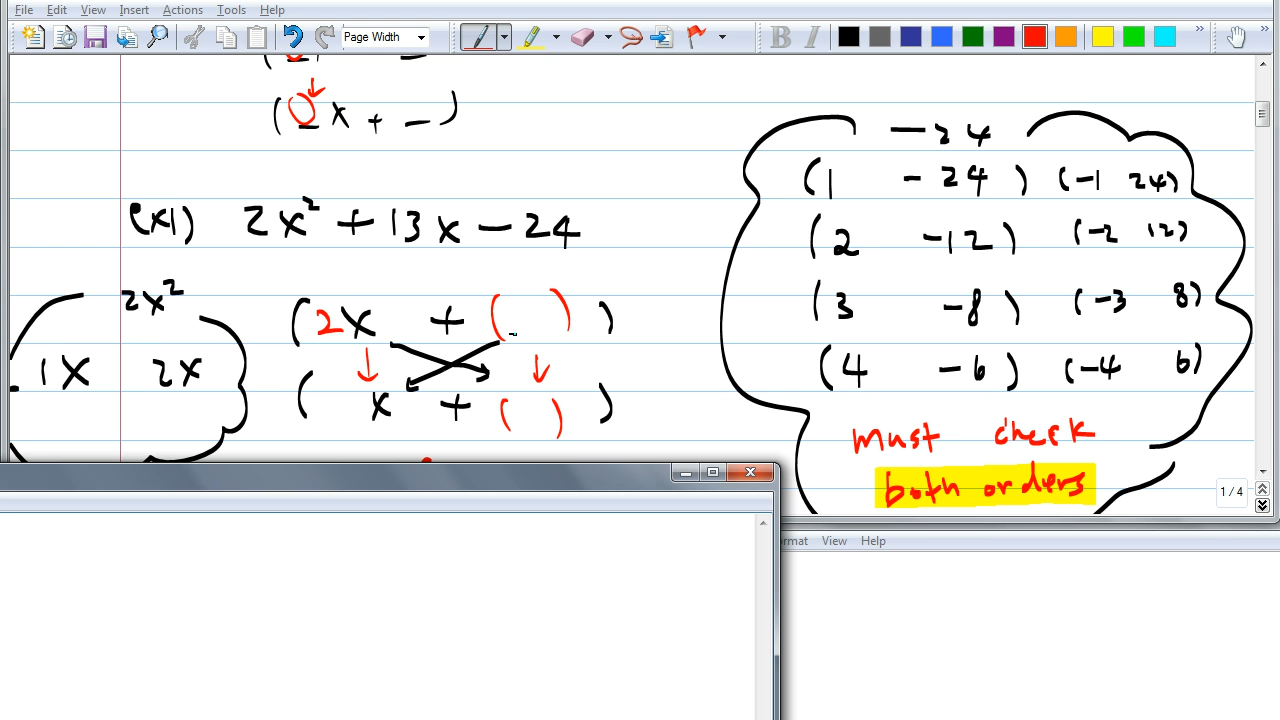 File Edit View Insert Actions Tools Help
Page Width
B I
(2x + _)
ex1) 2x² + 13x - 24
2x²
1x 2x
(2x + ( ))
( x + ( ))
-24
(1 -24) (-1 24)
(2 -12) (-2 12)
(3 -8) (-3 8)
(4 -6) (-4 6)
must check
both orders
1 / 4
View Help